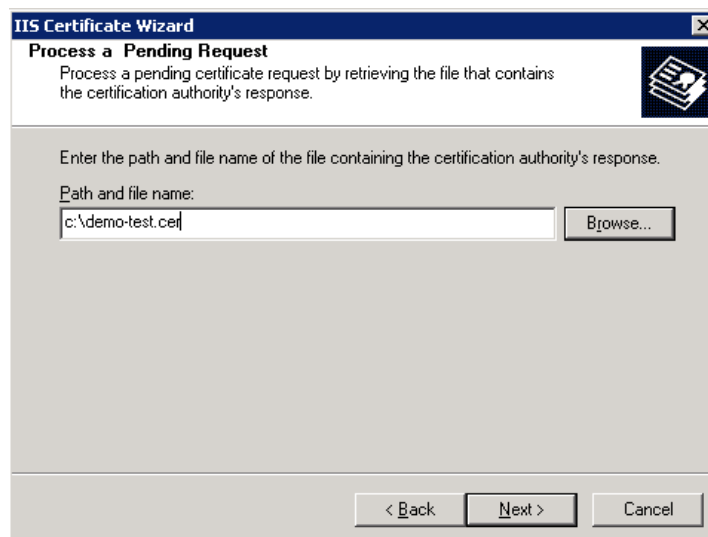 IIS Certificate Wizard
Process a Pending Request
Process a pending certificate request by retrieving the file that contains
the certification authority's response.
Enter the path and file name of the file containing the certification authority's response.
Path and file name:
c:\demo-test.cer
Browse...
< Back
Next >
Cancel